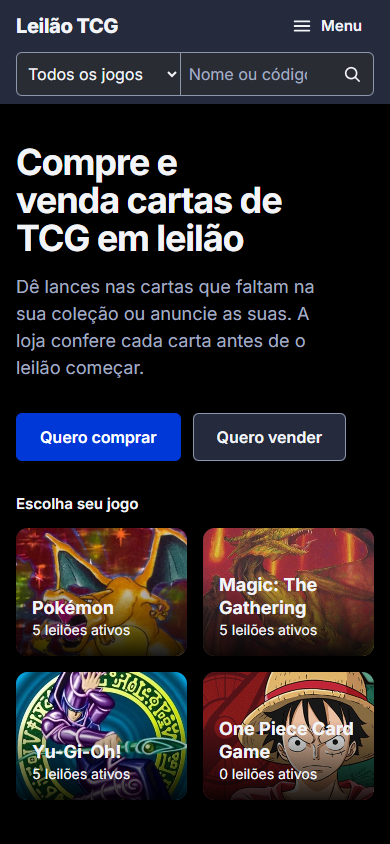 Leilão TCG
Menu
Todos os jogos
Nome ou código
Compre e
venda cartas de
TCG em leilão
Dê lances nas cartas que faltam na
sua coleção ou anuncie as suas. A
loja confere cada carta antes de o
leilão começar.
Quero comprar
Quero vender
Escolha seu jogo
Pokémon
5 leilões ativos
Magic: The
Gathering
5 leilões ativos
Yu-Gi-Oh!
5 leilões ativos
One Piece Card
Game
0 leilões ativos